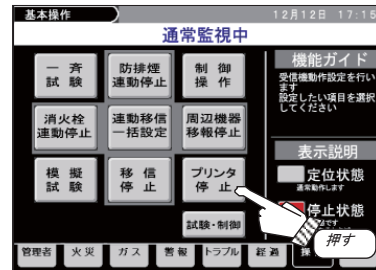 基本操作
12月12日 17:15
通常監視中
一斉
試験
防排煙
連動停止
制御
操作
消火栓
連動停止
連動移信
一括設定
周辺機器
移報停止
模擬
試験
移信
停止
プリンタ
停止
試験・制御
機能ガイド
受信機動作設定を行い
ます
設定したい項目を選択
してください
表示説明
定位状態
通常動作します
停止状態
です
押す
管理者
火災
ガス
警報
トラブル
経過